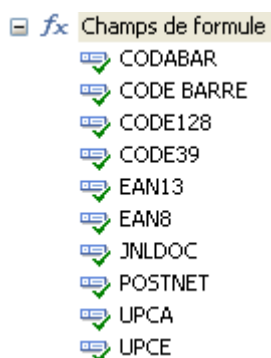 fx Champs de formule
CODABAR
CODE BARRE
CODE128
CODE39
EAN13
EAN8
JNLDOC
POSTNET
UPCA
UPCE